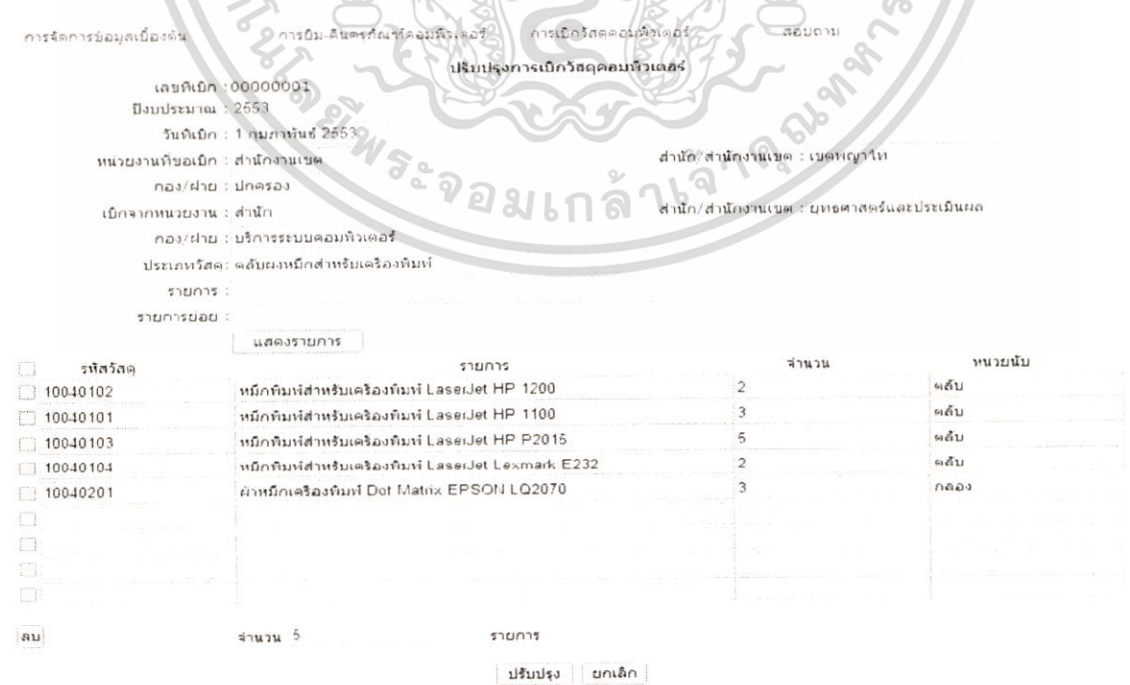 การจัดการข้อมูลเบื้องต้น การยืม-คืนครุภัณฑ์คอมพิวเตอร์ การเบิกวัสดุคอมพิวเตอร์ สอบถาม
ปรับปรุงการเบิกวัสดุคอมพิวเตอร์
เลขที่เบิก : 00000001
ปีงบประมาณ : 2553
วันที่เบิก : 1 กุมภาพันธ์ 2553
หน่วยงานที่ขอเบิก : สำนักงานเขต สำนัก/สำนักงานเขต : เขตพญาไท
กอง/ฝ่าย : ปกครอง
เบิกจากหน่วยงาน : สำนัก สำนัก/สำนักงานเขต : ยุทธศาสตร์และประเมินผล
กอง/ฝ่าย : บริการระบบคอมพิวเตอร์
ประเภทวัสดุ : ตลับผงหมึกสำหรับเครื่องพิมพ์
รายการ :
รายการย่อย :
แสดงรายการ
รหัสวัสดุ รายการ จำนวน หน่วยนับ
10040102 หมึกพิมพ์สำหรับเครื่องพิมพ์ LaserJet HP 1200 2 ตลับ
10040101 หมึกพิมพ์สำหรับเครื่องพิมพ์ LaserJet HP 1100 3 ตลับ
10040103 หมึกพิมพ์สำหรับเครื่องพิมพ์ LaserJet HP P2015 5 ตลับ
10040104 หมึกพิมพ์สำหรับเครื่องพิมพ์ LaserJet Lexmark E232 2 ตลับ
10040201 ผ้าหมึกเครื่องพิมพ์ Dot Matrix EPSON LQ2070 3 กล่อง
ลบ จำนวน 5 รายการ
ปรับปรุง ยกเลิก